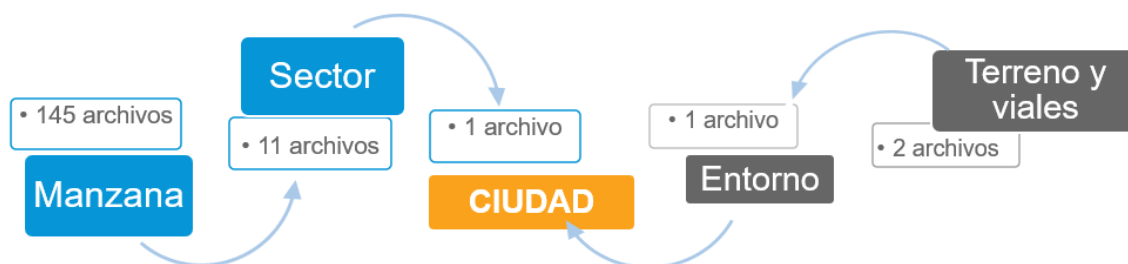 • 145 archivos
Manzana
Sector
• 11 archivos
• 1 archivo
CIUDAD
• 1 archivo
Entorno
Terreno y
viales
• 2 archivos